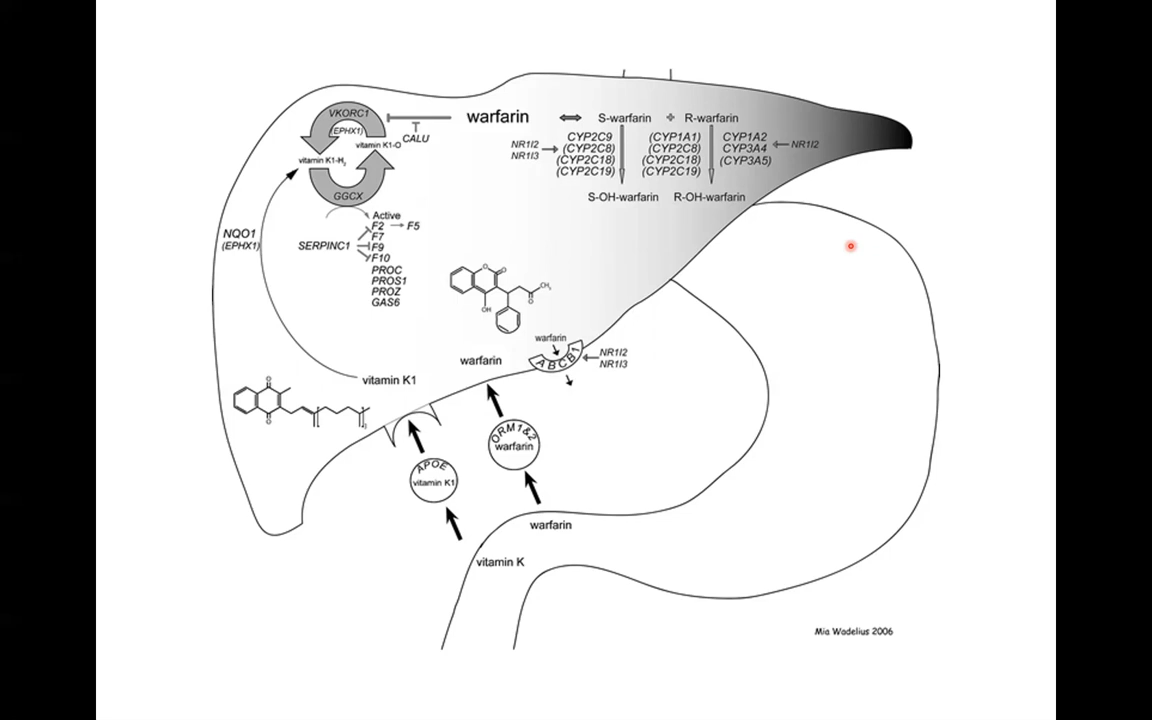 VKORC1
(EPHX1)
vitamin K1-O
vitamin K1-H2
GGCX
CALU
warfarin
S-warfarin + R-warfarin
NR1I2
NR1I3
CYP2C9
(CYP2C8)
(CYP2C18)
(CYP2C19)
(CYP1A1)
(CYP2C8)
(CYP2C18)
(CYP2C19)
CYP1A2
CYP3A4
(CYP3A5)
NR1I2
S-OH-warfarin
R-OH-warfarin
NQO1
(EPHX1)
SERPINC1
Active
F2
F5
F7
F9
F10
PROC
PROS1
PROZ
GAS6
O
O
CH3
O
OH
warfarin
ABCB1
NR1I2
NR1I3
warfarin
vitamin K1
O
O
3
ORM1&2
warfarin
APOE
vitamin K1
warfarin
vitamin K
Mia Wadelius 2006